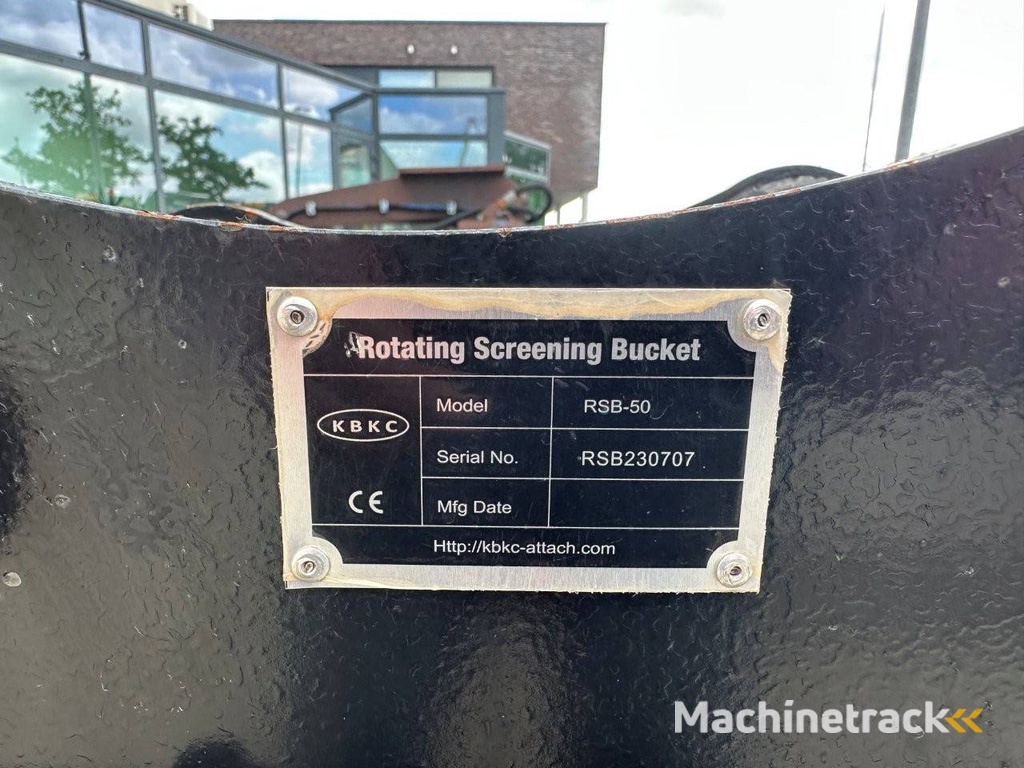 Rotating Screening Bucket
KBKC
Model RSB-50
Serial No. RSB230707
CE
Mfg Date
Http://kbkc-attach.com
Machinetrack